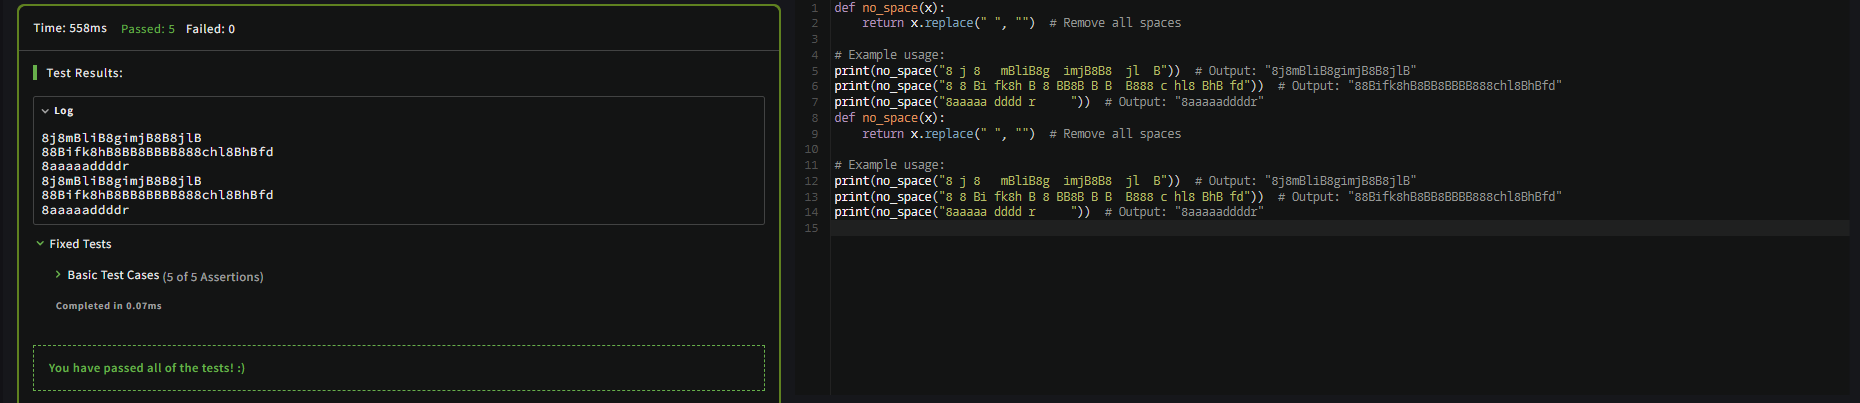 Time: 558ms Passed: 5 Failed: 0
Test Results:
Log
8j8mBliB8gimjB8B8jlB
88Bifk8hB8BB8BBBB888chl8BhBfd
8aaaaaddddr
8j8mBliB8gimjB8B8jlB
88Bifk8hB8BB8BBBB888chl8BhBfd
8aaaaaddddr
Fixed Tests
Basic Test Cases (5 of 5 Assertions)
Completed in 0.07ms
You have passed all of the tests! :)
1 def no_space(x):
2     return x.replace(" ", "")  # Remove all spaces
3
4 # Example usage:
5 print(no_space("8 j 8   mBliB8g  imjB8B8  jl  B"))  # Output: "8j8mBliB8gimjB8B8jlB"
6 print(no_space("8 8 Bi fk8h B 8 BB8B B B  B888 c hl8 BhB fd"))  # Output: "88Bifk8hB8BB8BBBB888chl8BhBfd"
7 print(no_space("8aaaaa dddd r     "))  # Output: "8aaaaaddddr"
8 def no_space(x):
9     return x.replace(" ", "")  # Remove all spaces
10
11 # Example usage:
12 print(no_space("8 j 8   mBliB8g  imjB8B8  jl  B"))  # Output: "8j8mBliB8gimjB8B8jlB"
13 print(no_space("8 8 Bi fk8h B 8 BB8B B B  B888 c hl8 BhB fd"))  # Output: "88Bifk8hB8BB8BBBB888chl8BhBfd"
14 print(no_space("8aaaaa dddd r     "))  # Output: "8aaaaaddddr"
15